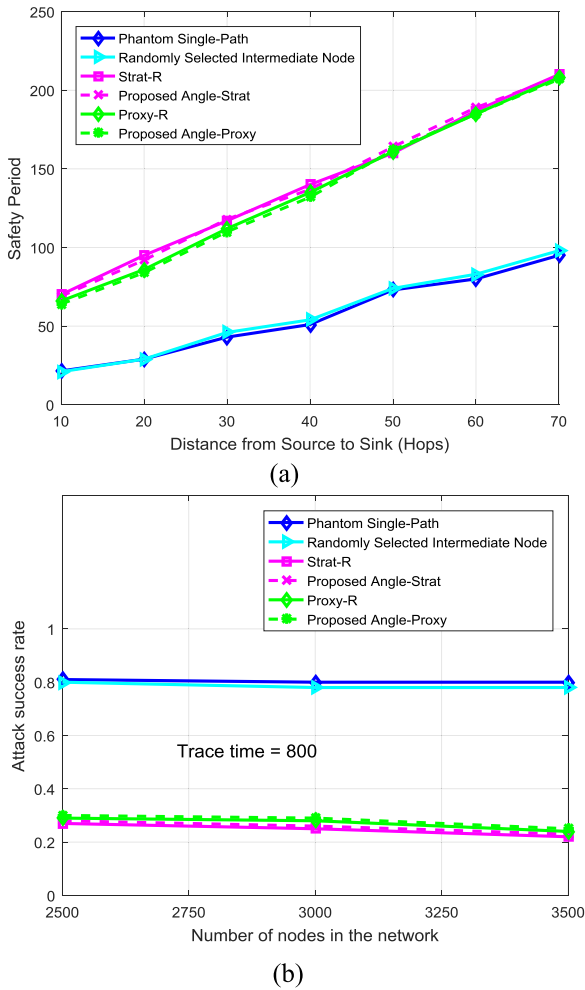 250
200
150
100
50
0
Safety Period
Phantom Single-Path
Randomly Selected Intermediate Node
Strat-R
Proposed Angle-Strat
Proxy-R
Proposed Angle-Proxy
10 20 30 40 50 60 70
Distance from Source to Sink (Hops)
(a)
Phantom Single-Path
Randomly Selected Intermediate Node
Strat-R
Proposed Angle-Strat
Proxy-R
Proposed Angle-Proxy
1
0.8
0.6
0.4
0.2
0
Attack success rate
Trace time = 800
2500 2750 3000 3250 3500
Number of nodes in the network
(b)